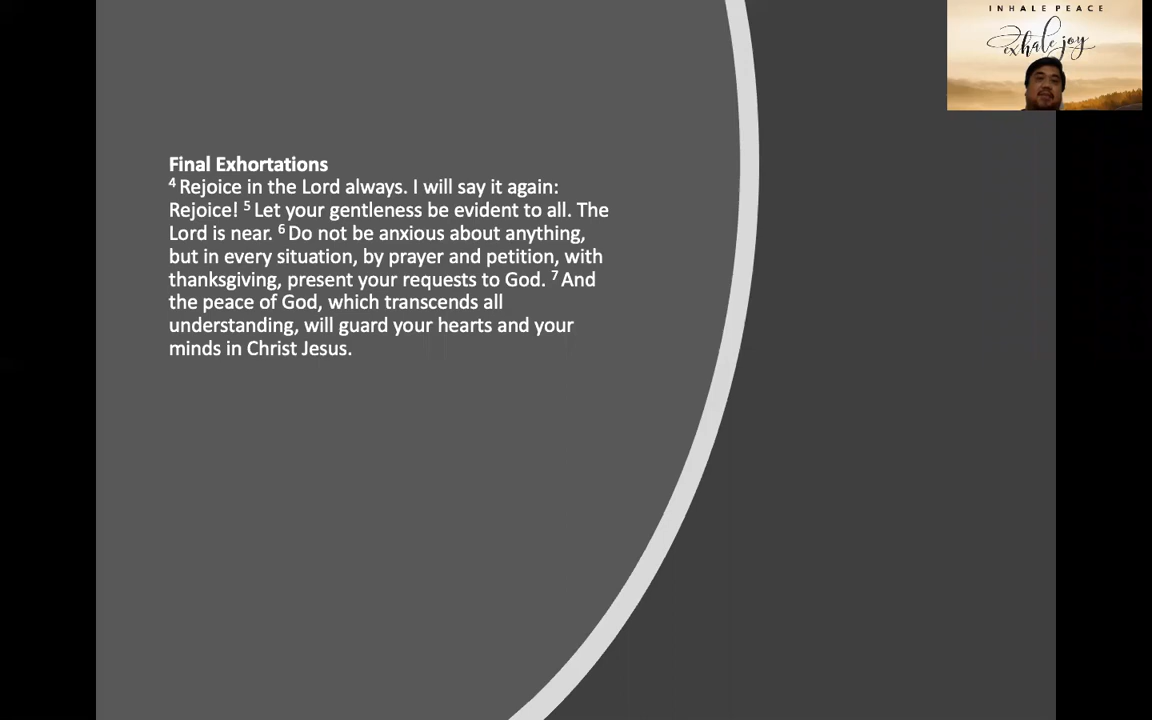 INHALE PEACE
exhale joy
Final Exhortations
4 Rejoice in the Lord always. I will say it again:
Rejoice! 5 Let your gentleness be evident to all. The
Lord is near. 6 Do not be anxious about anything,
but in every situation, by prayer and petition, with
thanksgiving, present your requests to God. 7 And
the peace of God, which transcends all
understanding, will guard your hearts and your
minds in Christ Jesus.